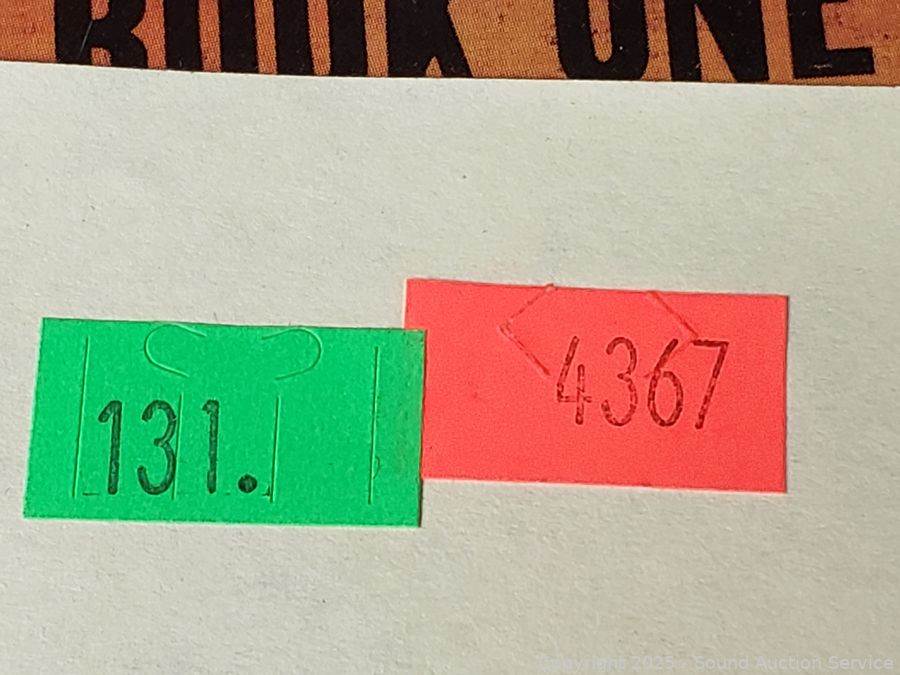 BOOK ONE
131.
4367
Copyright 2025 - Sound Auction Service